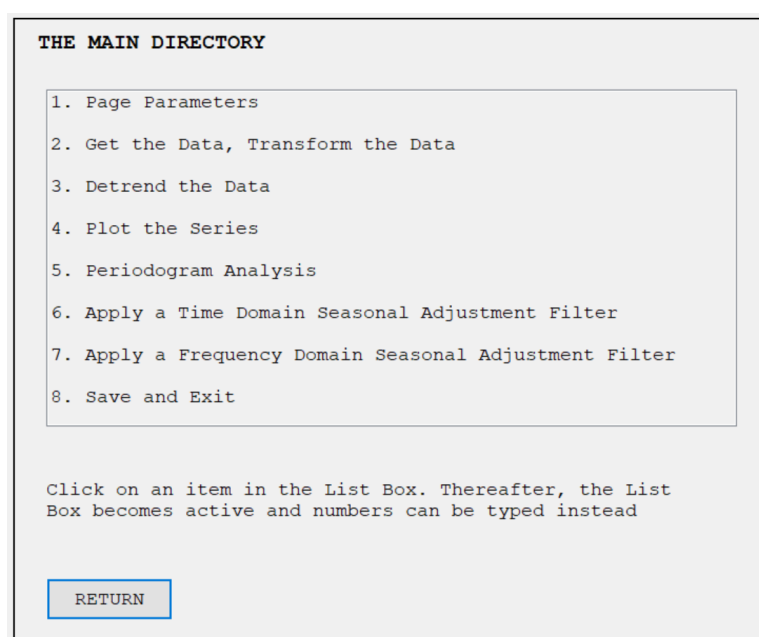 THE MAIN DIRECTORY
1. Page Parameters
2. Get the Data, Transform the Data
3. Detrend the Data
4. Plot the Series
5. Periodogram Analysis
6. Apply a Time Domain Seasonal Adjustment Filter
7. Apply a Frequency Domain Seasonal Adjustment Filter
8. Save and Exit
Click on an item in the List Box. Thereafter, the List
Box becomes active and numbers can be typed instead
RETURN